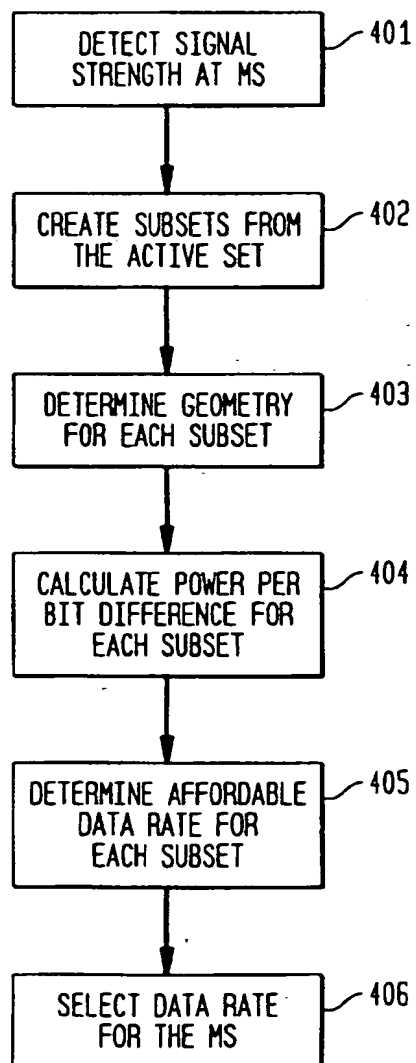 DETECT SIGNAL
STRENGTH AT MS
401
CREATE SUBSETS FROM
THE ACTIVE SET
402
DETERMINE GEOMETRY
FOR EACH SUBSET
403
CALCULATE POWER PER
BIT DIFFERENCE FOR
EACH SUBSET
404
DETERMINE AFFORDABLE
DATA RATE FOR
EACH SUBSET
405
SELECT DATA RATE
FOR THE MS
406